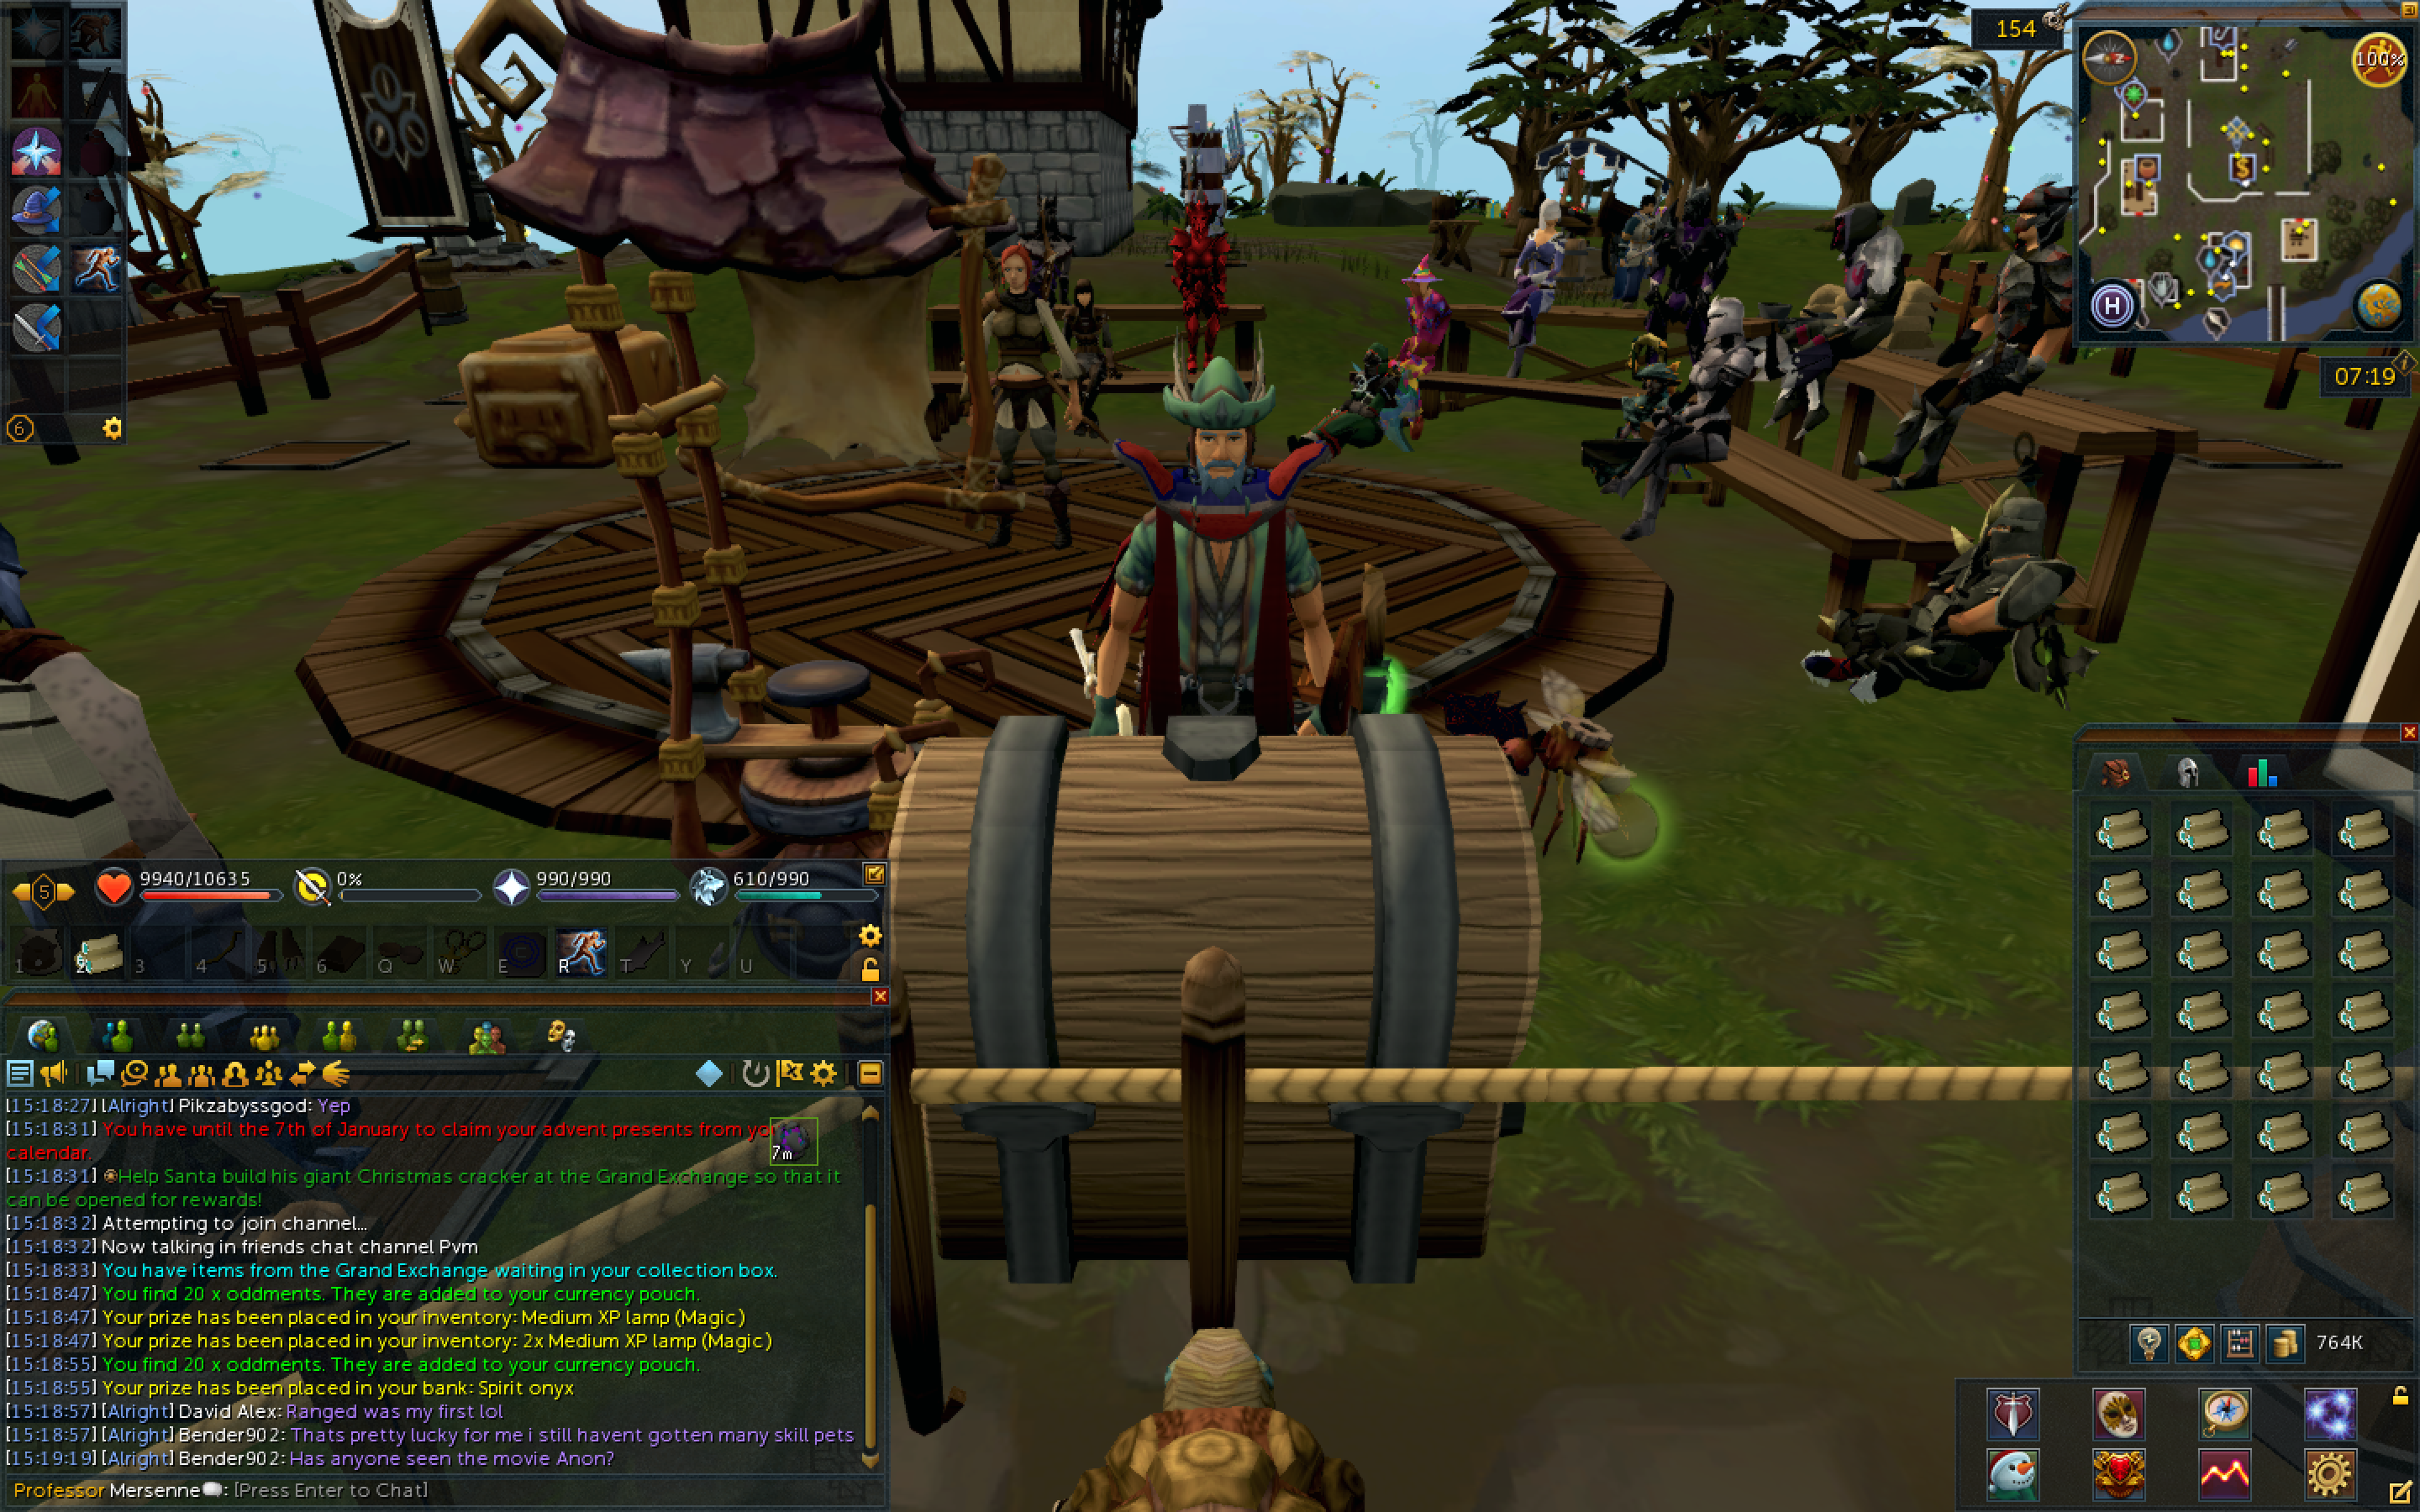 154
100%
Z
H
07:19
6
5
9940/10635
0%
990/990
610/990
1
2
3
4
5
6
Q
W
E
R
T
Y
U
[15:18:27] [Alright] Pikzabyssgod: Yep
[15:18:31] You have until the 7th of January to claim your advent presents from
calendar.
7m
[15:18:31] Help Santa build his giant Christmas cracker at the Grand Exchange so that it
can be opened for rewards!
[15:18:32] Attempting to join channel...
[15:18:32] Now talking in friends chat channel Pvm
[15:18:33] You have items from the Grand Exchange waiting in your collection box.
[15:18:47] You find 20 x oddments. They are added to your currency pouch.
[15:18:47] Your prize has been placed in your inventory: Medium XP lamp (Magic)
[15:18:47] Your prize has been placed in your inventory: 2x Medium XP lamp (Magic)
[15:18:55] You find 20 x oddments. They are added to your currency pouch.
[15:18:55] Your prize has been placed in your bank: Spirit onyx
[15:18:57] [Alright] David Alex: Ranged was my first lol
[15:18:57] [Alright] Bender902: Thats pretty lucky for me i still havent gotten many skill pets
[15:19:19] [Alright] Bender902: Has anyone seen the movie Anon?
Professor Mersenne: [Press Enter to Chat]
764K